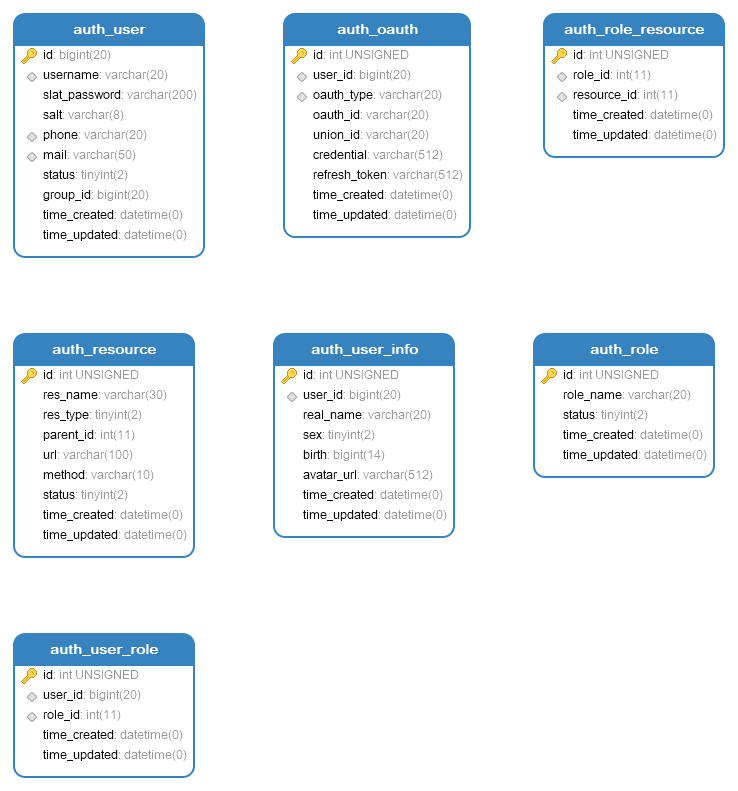 auth_user
id: bigint(20)
username: varchar(20)
slat_password: varchar(200)
salt: varchar(8)
phone: varchar(20)
mail: varchar(50)
status: tinyint(2)
group_id: bigint(20)
time_created: datetime(0)
time_updated: datetime(0)
auth_oauth
id: int UNSIGNED
user_id: bigint(20)
oauth_type: varchar(20)
oauth_id: varchar(20)
union_id: varchar(20)
credential: varchar(512)
refresh_token: varchar(512)
time_created: datetime(0)
time_updated: datetime(0)
auth_role_resource
id: int UNSIGNED
role_id: int(11)
resource_id: int(11)
time_created: datetime(0)
time_updated: datetime(0)
auth_resource
id: int UNSIGNED
res_name: varchar(30)
res_type: tinyint(2)
parent_id: int(11)
url: varchar(100)
method: varchar(10)
status: tinyint(2)
time_created: datetime(0)
time_updated: datetime(0)
auth_user_info
id: int UNSIGNED
user_id: bigint(20)
real_name: varchar(20)
sex: tinyint(2)
birth: bigint(14)
avatar_url: varchar(512)
time_created: datetime(0)
time_updated: datetime(0)
auth_role
id: int UNSIGNED
role_name: varchar(20)
status: tinyint(2)
time_created: datetime(0)
time_updated: datetime(0)
auth_user_role
id: int UNSIGNED
user_id: bigint(20)
role_id: int(11)
time_created: datetime(0)
time_updated: datetime(0)